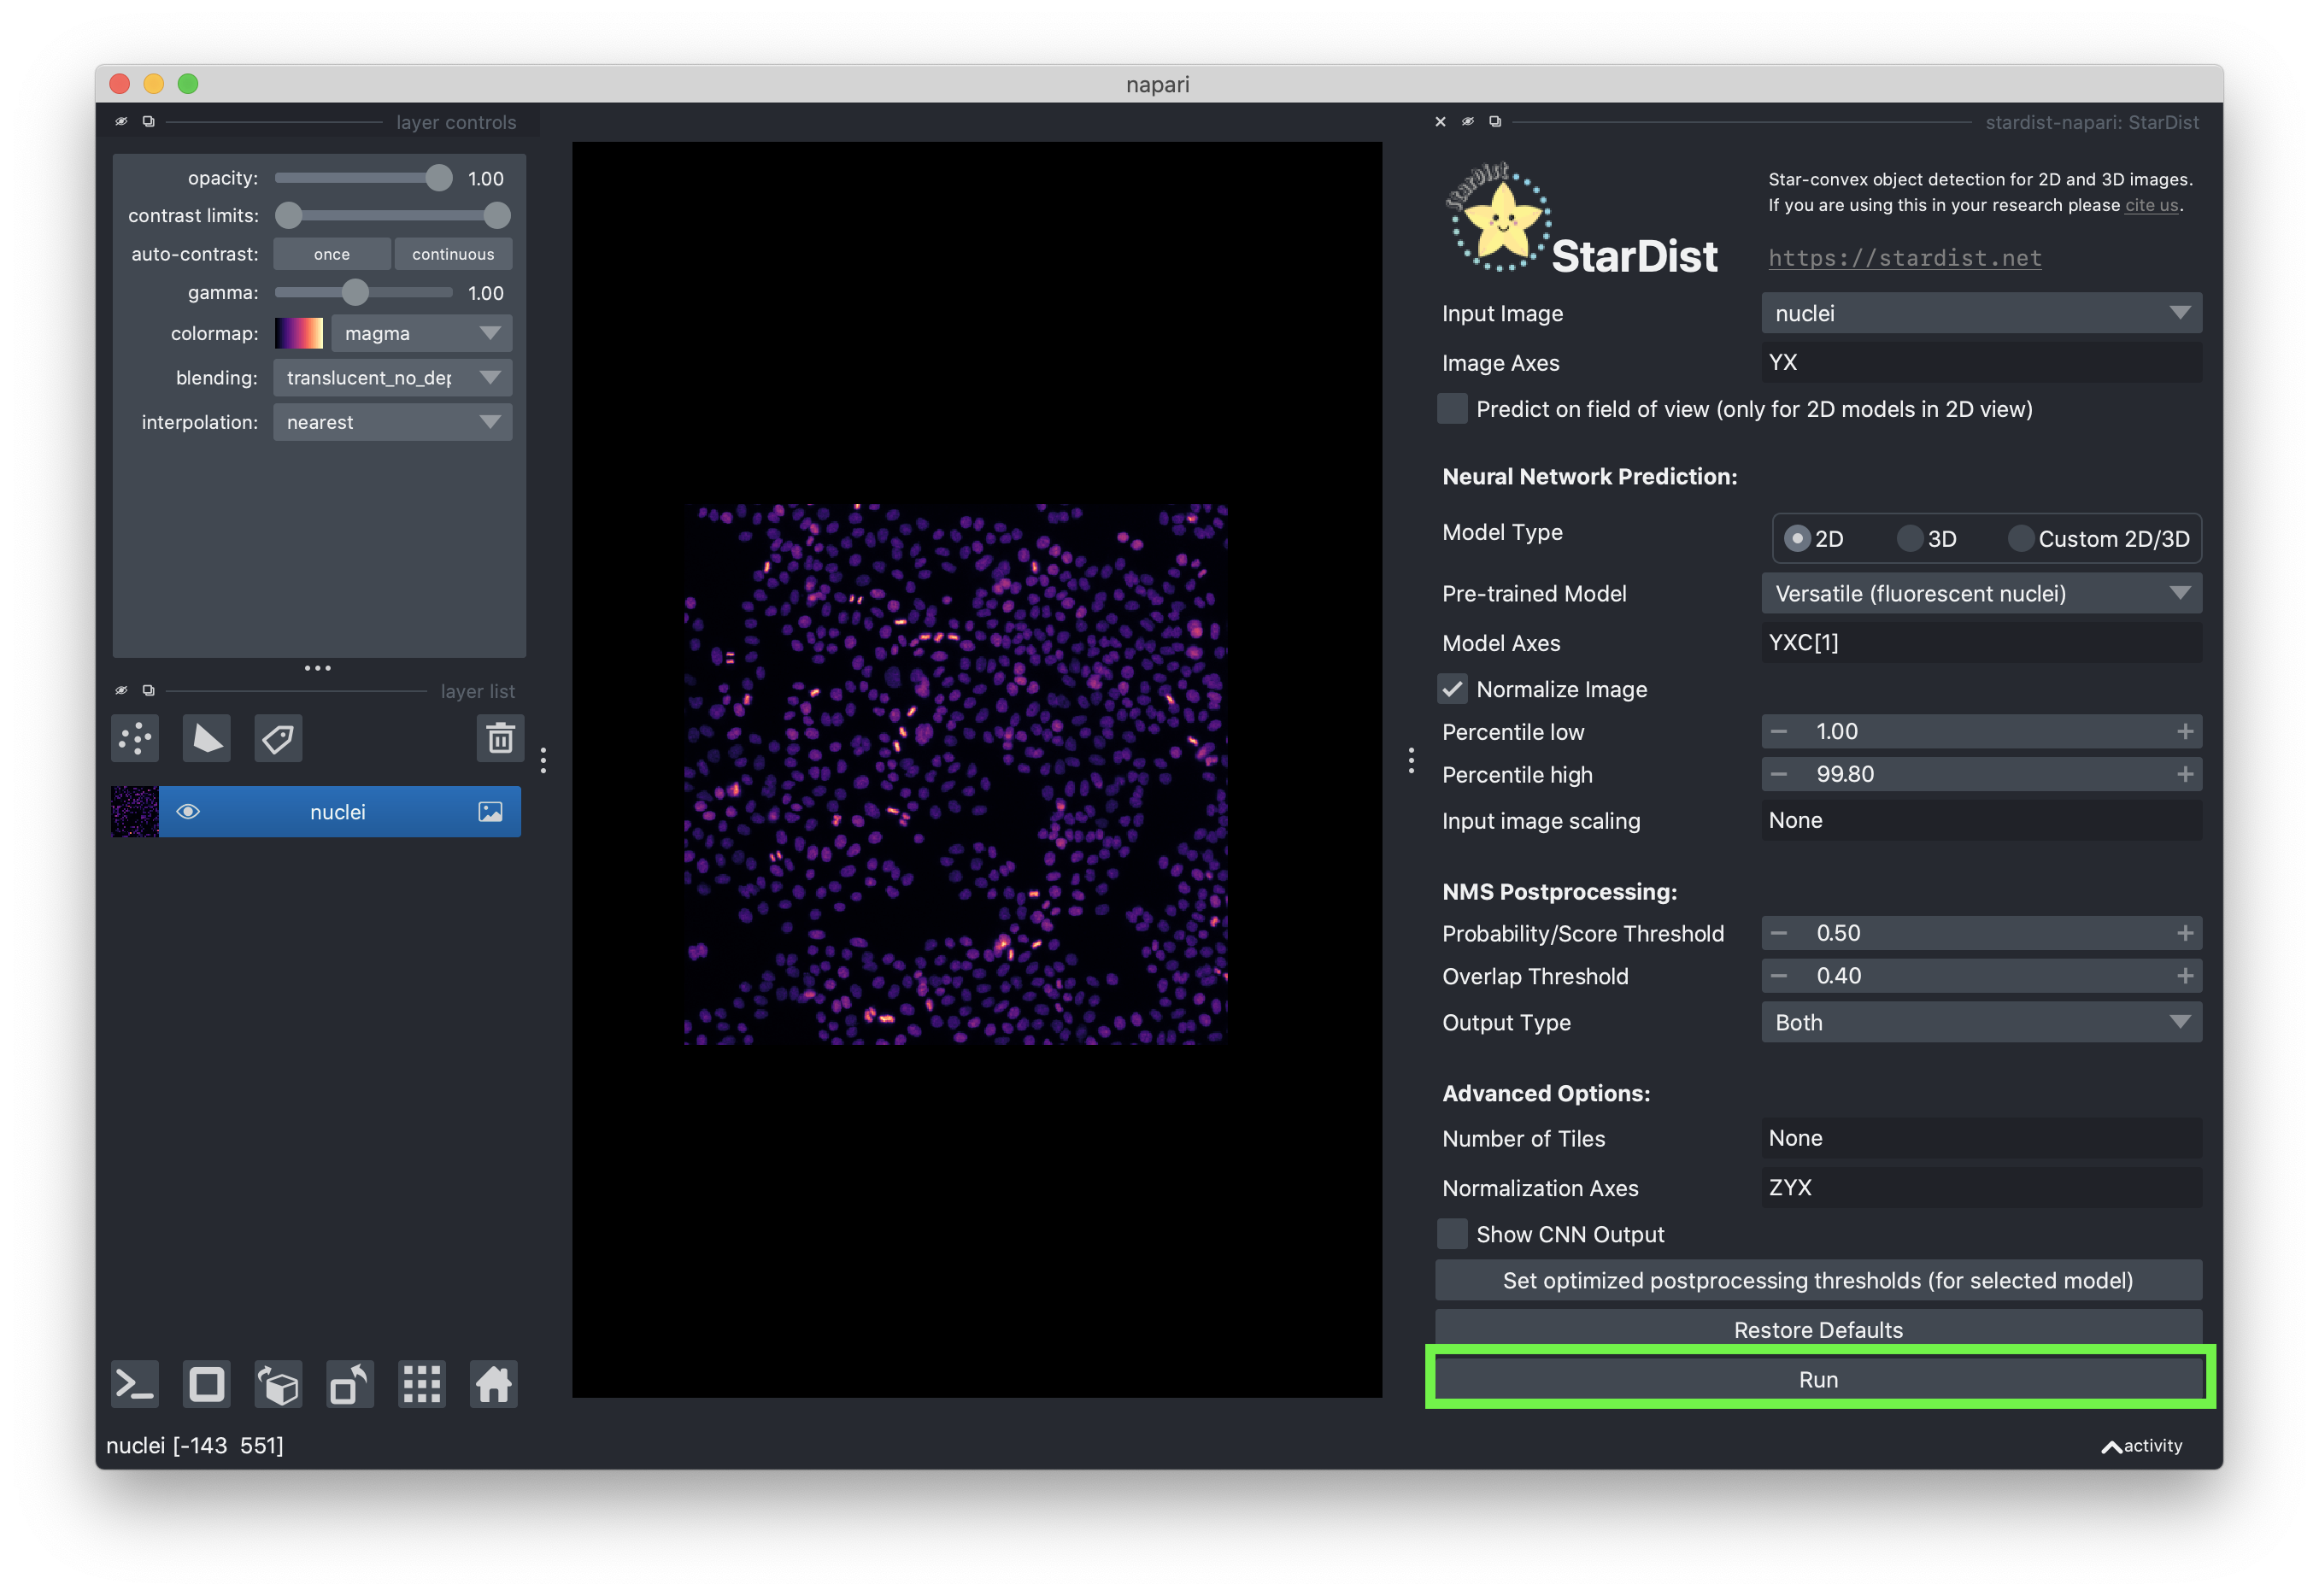 napari
layer controls
opacity: 1.00
contrast limits:
auto-contrast: once continuous
gamma: 1.00
colormap: magma
blending: translucent_no_dep
interpolation: nearest
layer list
nuclei
nuclei [-143 551]
stardist-napari: StarDist
StarDist
StarDist
Star-convex object detection for 2D and 3D images.
If you are using this in your research please cite us.
https://stardist.net
Input Image nuclei
Image Axes YX
Predict on field of view (only for 2D models in 2D view)
Neural Network Prediction:
Model Type 2D 3D Custom 2D/3D
Pre-trained Model Versatile (fluorescent nuclei)
Model Axes YXC[1]
Normalize Image
Percentile low 1.00
Percentile high 99.80
Input image scaling None
NMS Postprocessing:
Probability/Score Threshold 0.50
Overlap Threshold 0.40
Output Type Both
Advanced Options:
Number of Tiles None
Normalization Axes ZYX
Show CNN Output
Set optimized postprocessing thresholds (for selected model)
Restore Defaults
Run
activity